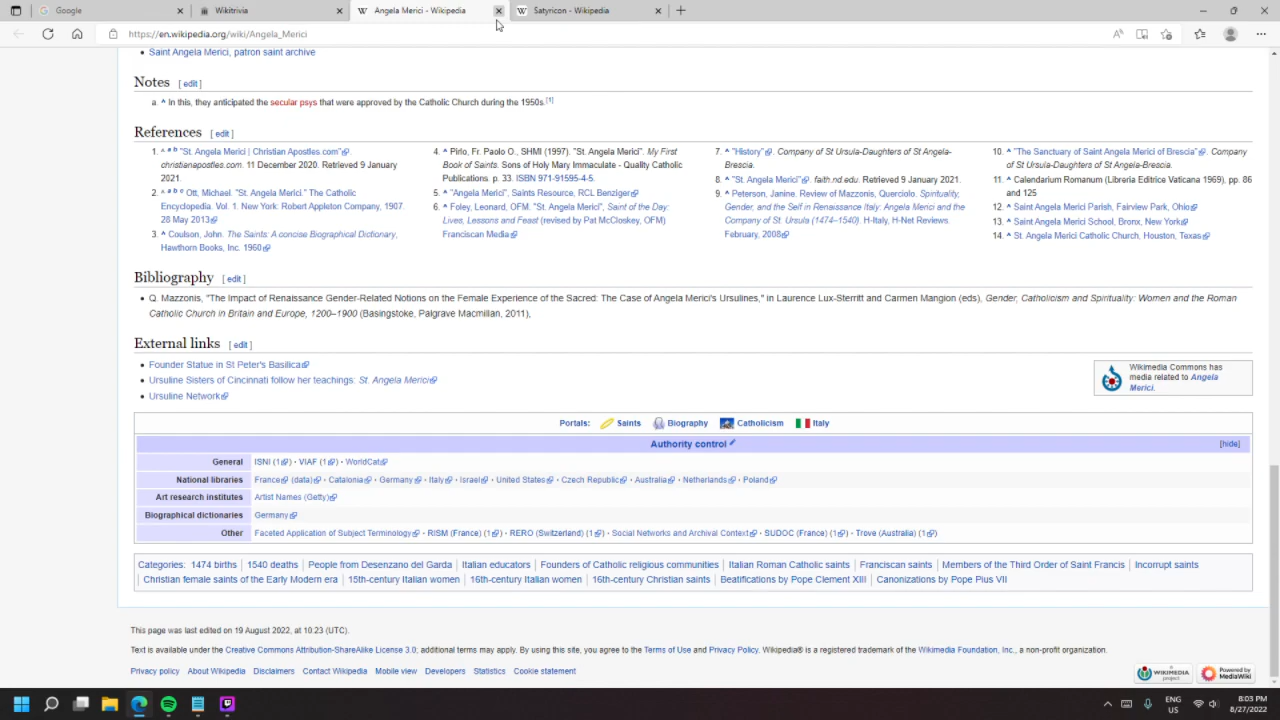 Google
Wikitrivia
Angela Merici - Wikipedia
Satyricon - Wikipedia
https://en.wikipedia.org/wiki/Angela_Merici
Saint Angela Merici, patron saint archive
Notes [ edit ]
a. ^ In this, they anticipated the secular psys that were approved by the Catholic Church during the 1950s.[1]
References [ edit ]
1. ^ a b "St. Angela Merici | Christian Apostles.com".
christianapostles.com. 11 December 2020. Retrieved 9 January
2021.
2. ^ a b c Ott, Michael. "St. Angela Merici." The Catholic
Encyclopedia. Vol. 1. New York: Robert Appleton Company, 1907.
28 May 2013
3. ^ Coulson, John. The Saints: A concise Biographical Dictionary,
Hawthorn Books, Inc. 1960
4. ^ Pirlo, Fr. Paolo O., SHMI (1997). "St. Angela Merici". My First
Book of Saints. Sons of Holy Mary Immaculate - Quality Catholic
Publications. p. 33. ISBN 971-91595-4-5.
5. ^ "Angela Merici", Saints Resource, RCL Benziger
6. ^ Foley, Leonard, OFM. "St. Angela Merici", Saint of the Day:
Lives, Lessons and Feast (revised by Pat McCloskey, OFM)
Franciscan Media
7. ^ "History". Company of St Ursula-Daughters of St Angela-
Brescia.
8. ^ "St. Angela Merici". faith.nd.edu. Retrieved 9 January 2021.
9. ^ Peterson, Janine. Review of Mazzonis, Querciolo. Spirituality,
Gender, and the Self in Renaissance Italy: Angela Merici and the
Company of St. Ursula (1474–1540). H-Italy, H-Net Reviews.
February, 2008
10. ^ "The Sanctuary of Saint Angela Merici of Brescia". Company
of St Ursula-Daughters of St Angela-Brescia.
11. ^ Calendarium Romanum (Libreria Editrice Vaticana 1969), pp. 86
and 125
12. ^ Saint Angela Merici Parish, Fairview Park, Ohio
13. ^ Saint Angela Merici School, Bronx, New York
14. ^ St. Angela Merici Catholic Church, Houston, Texas
Bibliography [ edit ]
Q. Mazzonis, "The Impact of Renaissance Gender-Related Notions on the Female Experience of the Sacred: The Case of Angela Merici's Ursulines," in Laurence Lux-Sterritt and Carmen Mangion (eds), Gender, Catholicism and Spirituality: Women and the Roman
Catholic Church in Britain and Europe, 1200–1900 (Basingstoke, Palgrave Macmillan, 2011),
External links [ edit ]
Founder Statue in St Peter's Basilica
Ursuline Sisters of Cincinnati follow her teachings: St. Angela Merici
Ursuline Network
Wikimedia Commons has
media related to Angela
Merici.
Portals: Saints Biography Catholicism Italy
Authority control [hide]
General ISNI (1) · VIAF (1) · WorldCat
National libraries France (data) · Catalonia · Germany · Italy · Israel · United States · Czech Republic · Australia · Netherlands · Poland
Art research institutes Artist Names (Getty)
Biographical dictionaries Germany
Other Faceted Application of Subject Terminology · RISM (France) (1) · RERO (Switzerland) (1) · Social Networks and Archival Context · SUDOC (France) (1) · Trove (Australia) (1)
Categories: 1474 births | 1540 deaths | People from Desenzano del Garda | Italian educators | Founders of Catholic religious communities | Italian Roman Catholic saints | Franciscan saints | Members of the Third Order of Saint Francis | Incorrupt saints
| Christian female saints of the Early Modern era | 15th-century Italian women | 16th-century Italian women | 16th-century Christian saints | Beatifications by Pope Clement XIII | Canonizations by Pope Pius VII
This page was last edited on 19 August 2022, at 10:23 (UTC).
Text is available under the Creative Commons Attribution-ShareAlike License 3.0; additional terms may apply. By using this site, you agree to the Terms of Use and Privacy Policy. Wikipedia® is a registered trademark of the Wikimedia Foundation, Inc., a non-profit organization.
Privacy policy About Wikipedia Disclaimers Contact Wikipedia Mobile view Developers Statistics Cookie statement
WIKIMEDIA
project
Powered by
MediaWiki
ENG
US
8:03 PM
8/27/2022